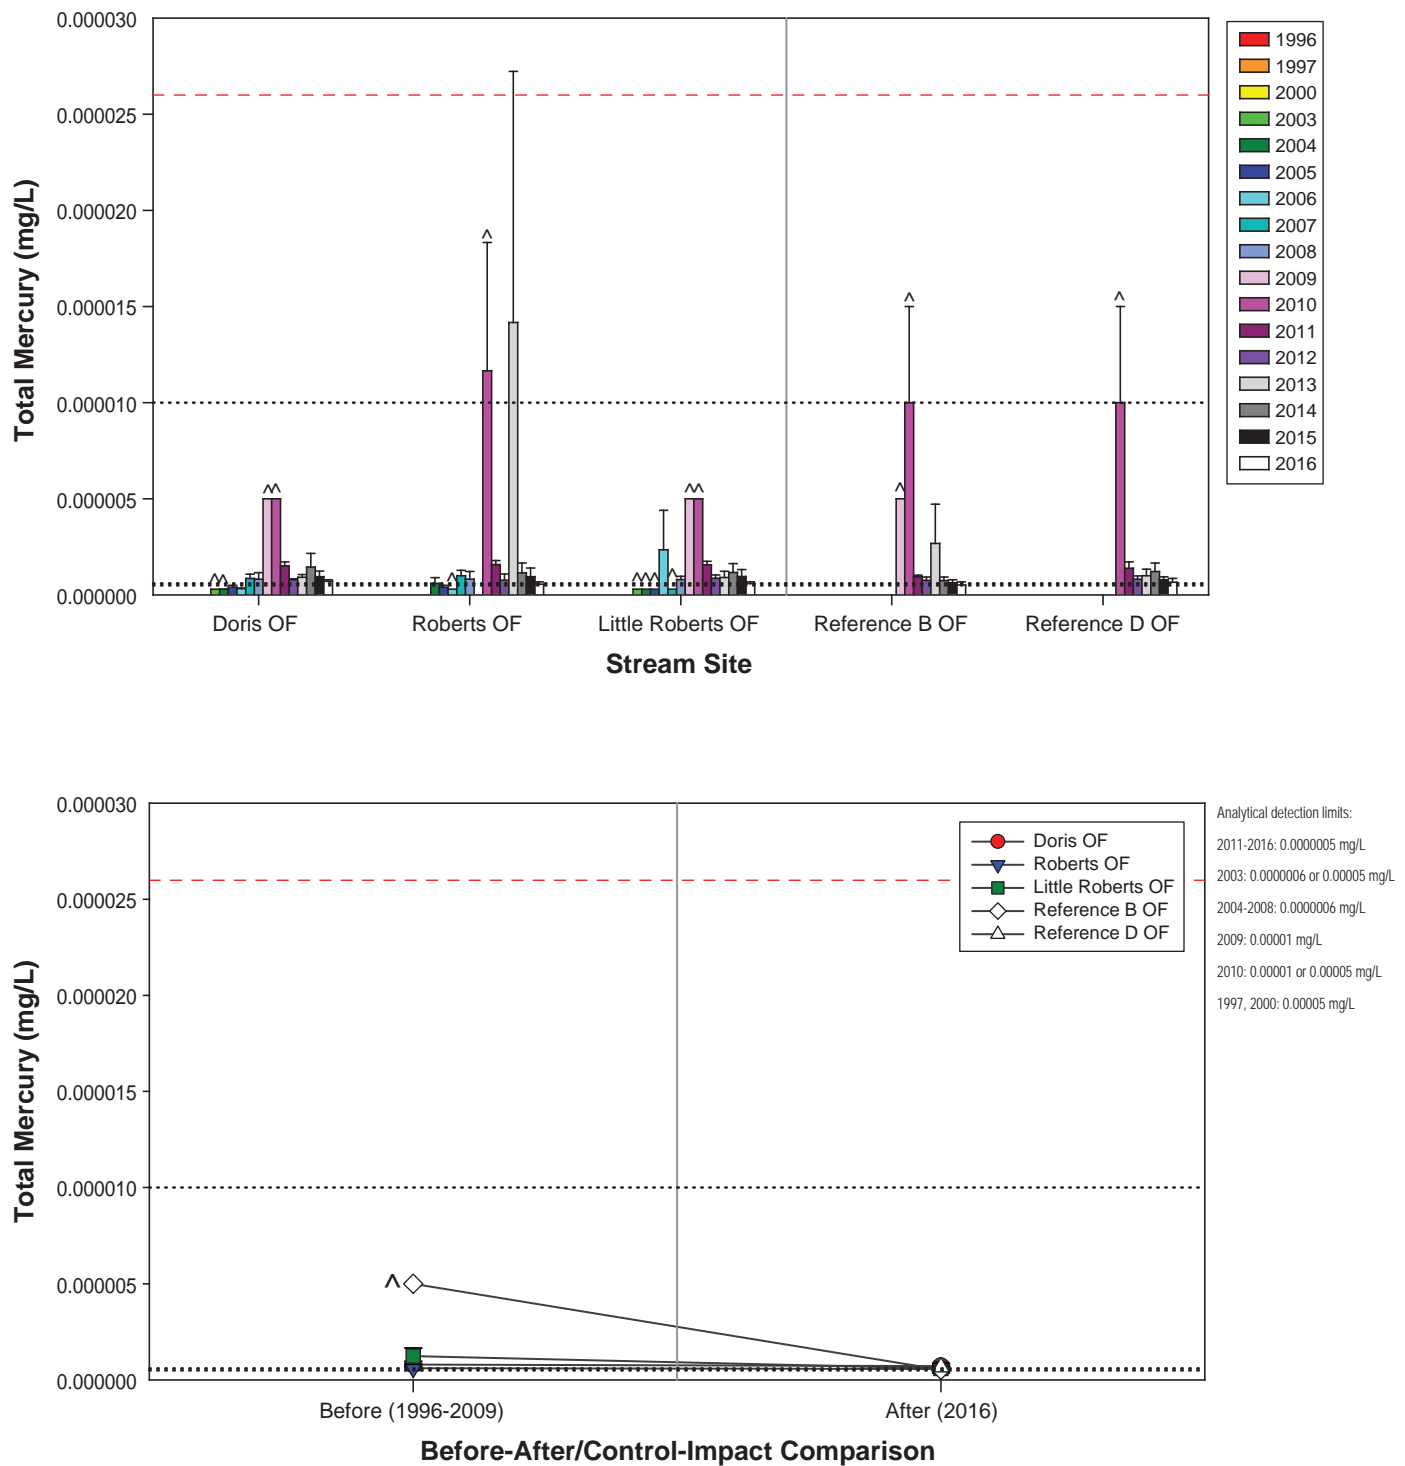 0.000030
0.000025
0.000020
0.000015
0.000010
0.000005
0.000000
Total Mercury (mg/L)
^^ ^^
^ ^
^^^ ^ ^^
^ ^
^
Doris OF
Roberts OF
Little Roberts OF
Reference B OF
Reference D OF
Stream Site
1996
1997
2000
2003
2004
2005
2006
2007
2008
2009
2010
2011
2012
2013
2014
2015
2016
0.000030
0.000025
0.000020
0.000015
0.000010
0.000005
0.000000
Total Mercury (mg/L)
^
Doris OF
Roberts OF
Little Roberts OF
Reference B OF
Reference D OF
Before (1996-2009)
After (2016)
Before-After/Control-Impact Comparison
Analytical detection limits:
2011-2016: 0.0000005 mg/L
2003: 0.0000006 or 0.00005 mg/L
2004-2008: 0.0000006 mg/L
2009: 0.00001 mg/L
2010: 0.00001 or 0.00005 mg/L
1997, 2000: 0.00005 mg/L